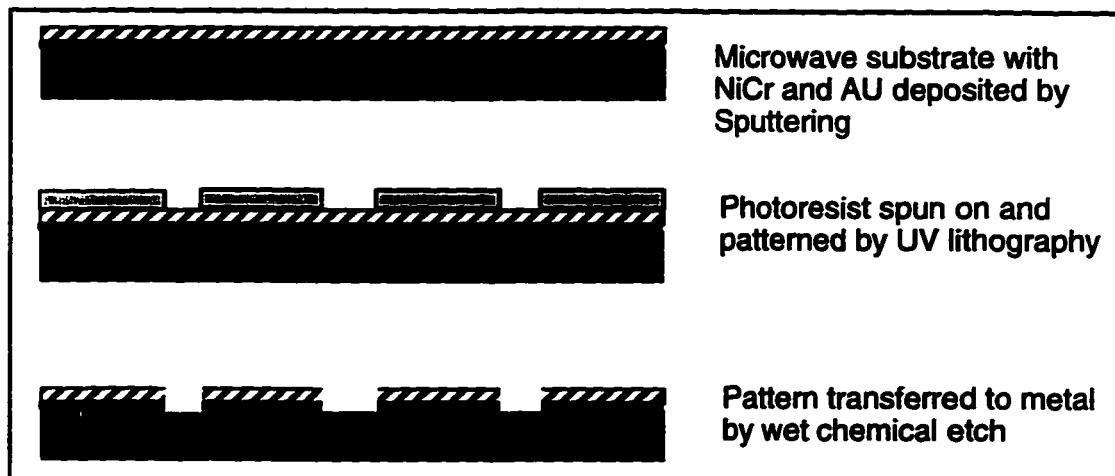 Microwave substrate with
NiCr and AU deposited by
Sputtering
Photoresist spun on and
patterned by UV lithography
Pattern transferred to metal
by wet chemical etch